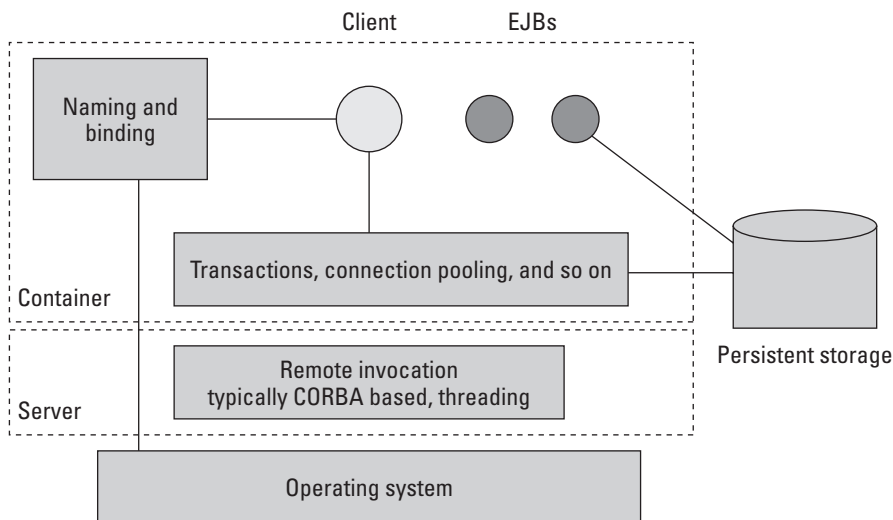 Client
EJBs
Naming and
binding
Transactions, connection pooling, and so on
Container
Persistent storage
Remote invocation
typically CORBA based, threading
Server
Operating system